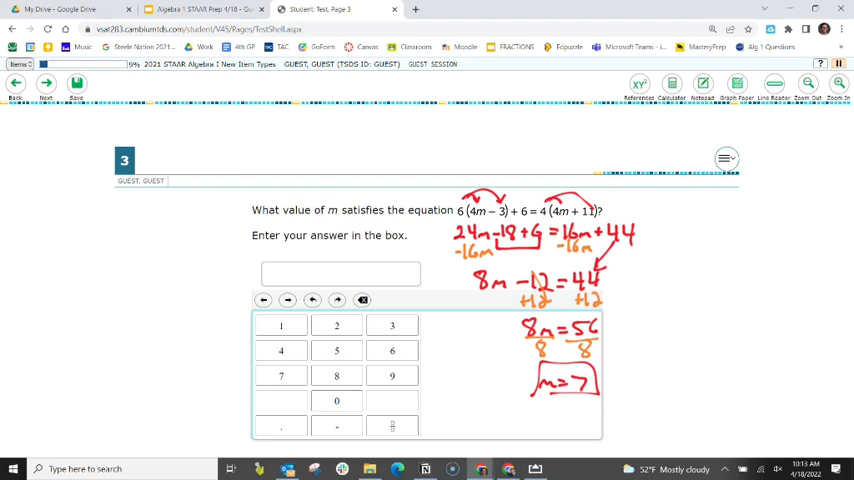 My Drive - Google Drive
Algebra 1 STAAR Prep 4/18 - Go
Student: Test, Page 3
vsat283.cambiumtds.com/student/V45/Pages/TestShell.aspx
Music
Steele Nation 2021...
Work
4th GP
TAC
GoForm
Canvas
Classroom
Moodle
FRACTIONS
Edpuzzle
Microsoft Teams - i...
MasteryPrep
Alg 1 Questions
Items
9%
2021 STAAR Algebra I New Item Types
GUEST, GUEST (TSDS ID: GUEST)
GUEST SESSION
?
Back
Next
Save
XY²
References
Calculator
Notepad
Graph Paper
Line Reader
Zoom Out
Zoom In
3
GUEST, GUEST
What value of m satisfies the equation 6(4m − 3) + 6 = 4(4m + 11)?
24m -18 +6 = 16m + 44
Enter your answer in the box.
-16m -16m
8m - 12 = 44
+12 +12
1 2 3
8m = 56
4 5 6
8 8
7 8 9
m = 7
0
. -
Type here to search
52°F Mostly cloudy
10:13 AM
4/18/2022